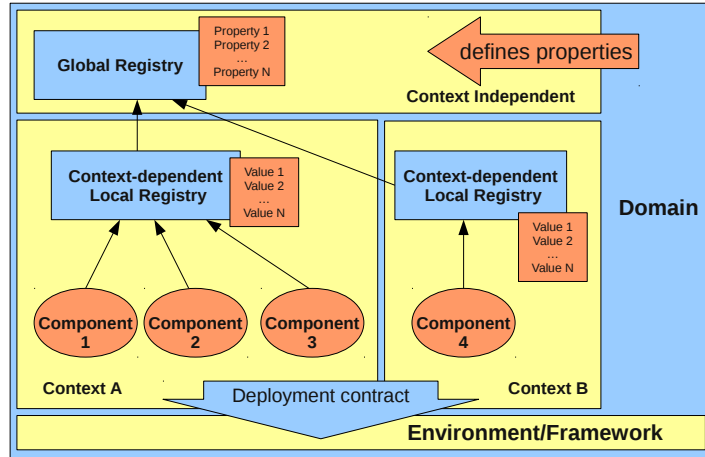 Property 1
Property 2
...
Property N
Global Registry
defines properties
Context Independent
Context-dependent
Local Registry
Value 1
Value 2
...
Value N
Context-dependent
Local Registry
Value 1
Value 2
...
Value N
Domain
Component
1
Component
2
Component
3
Component
4
Context A
Deployment contract
Context B
Environment/Framework